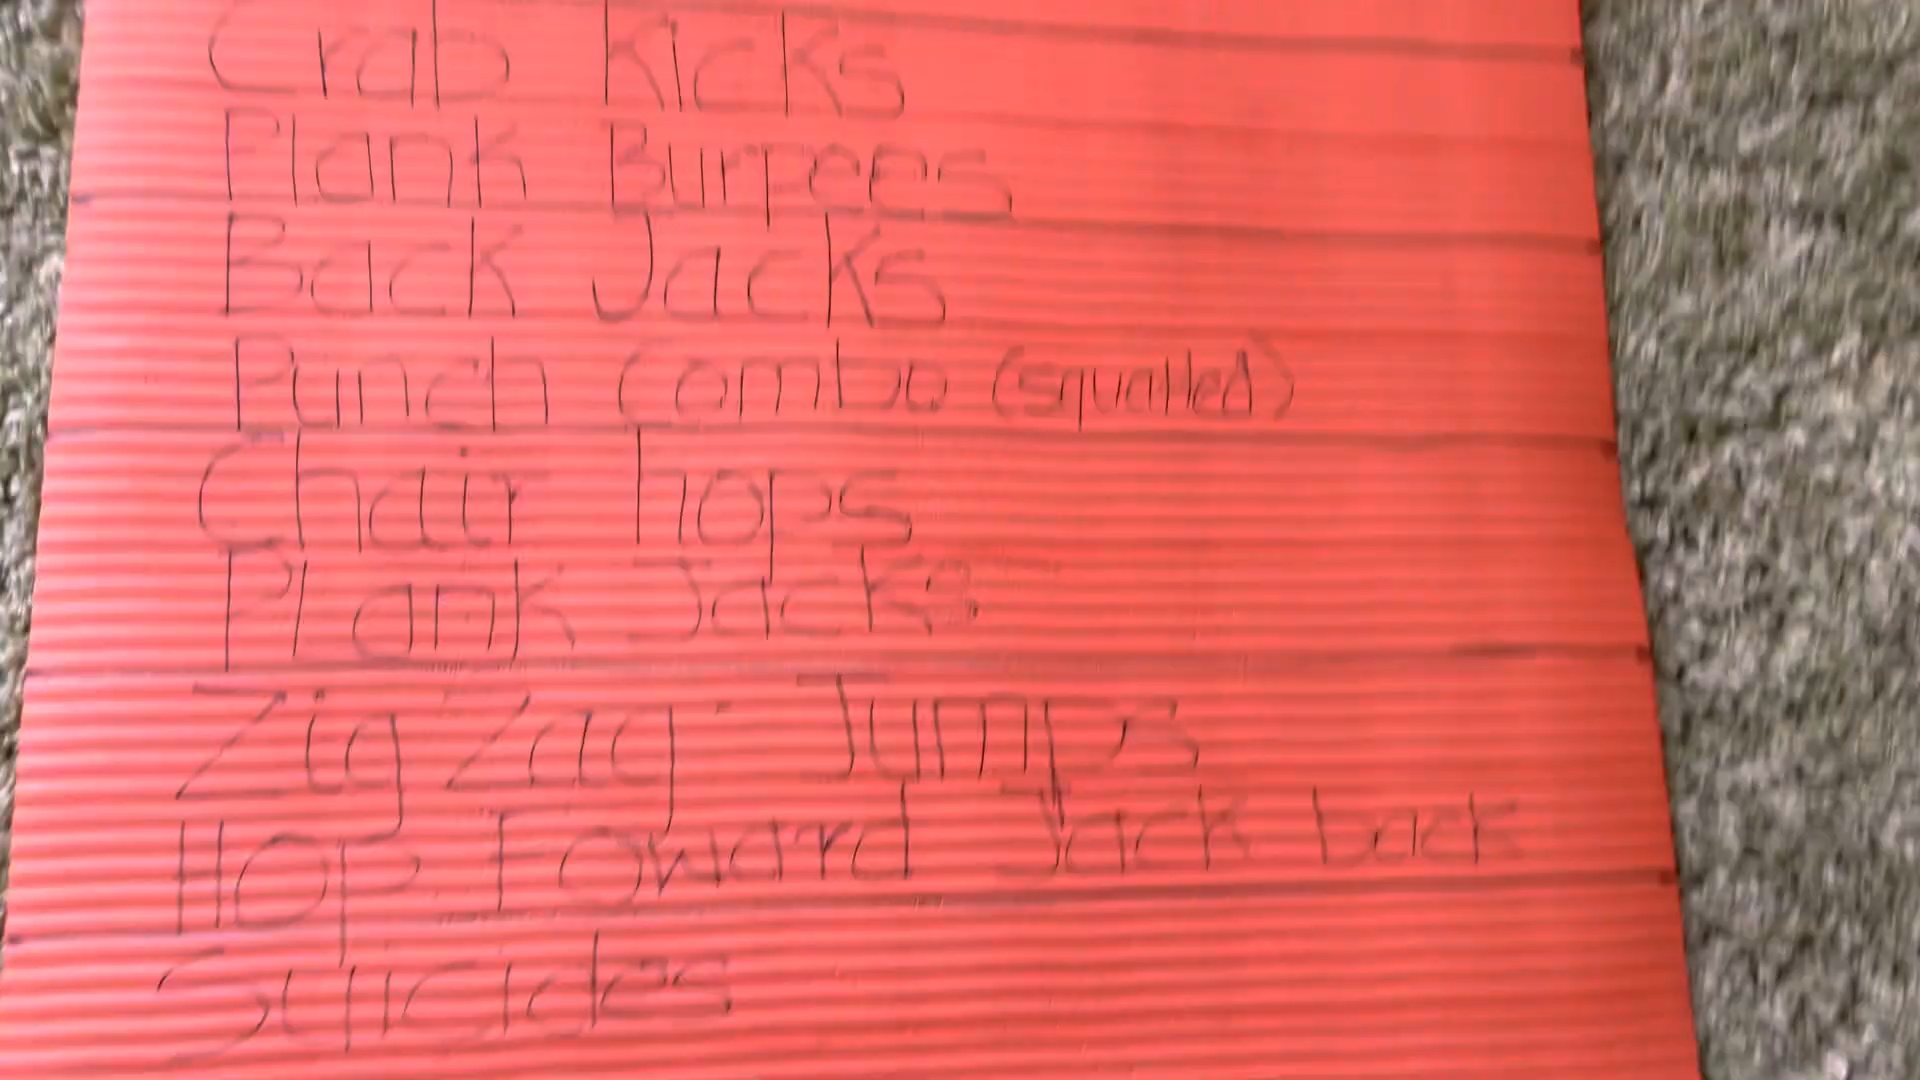 Crab Kicks
Plank Burpees
Back Jacks
Punch Combo (squatted)
Chair hops
Plank Jacks
Zig Zag Jumps
Hop Foward Jack back
Suicides